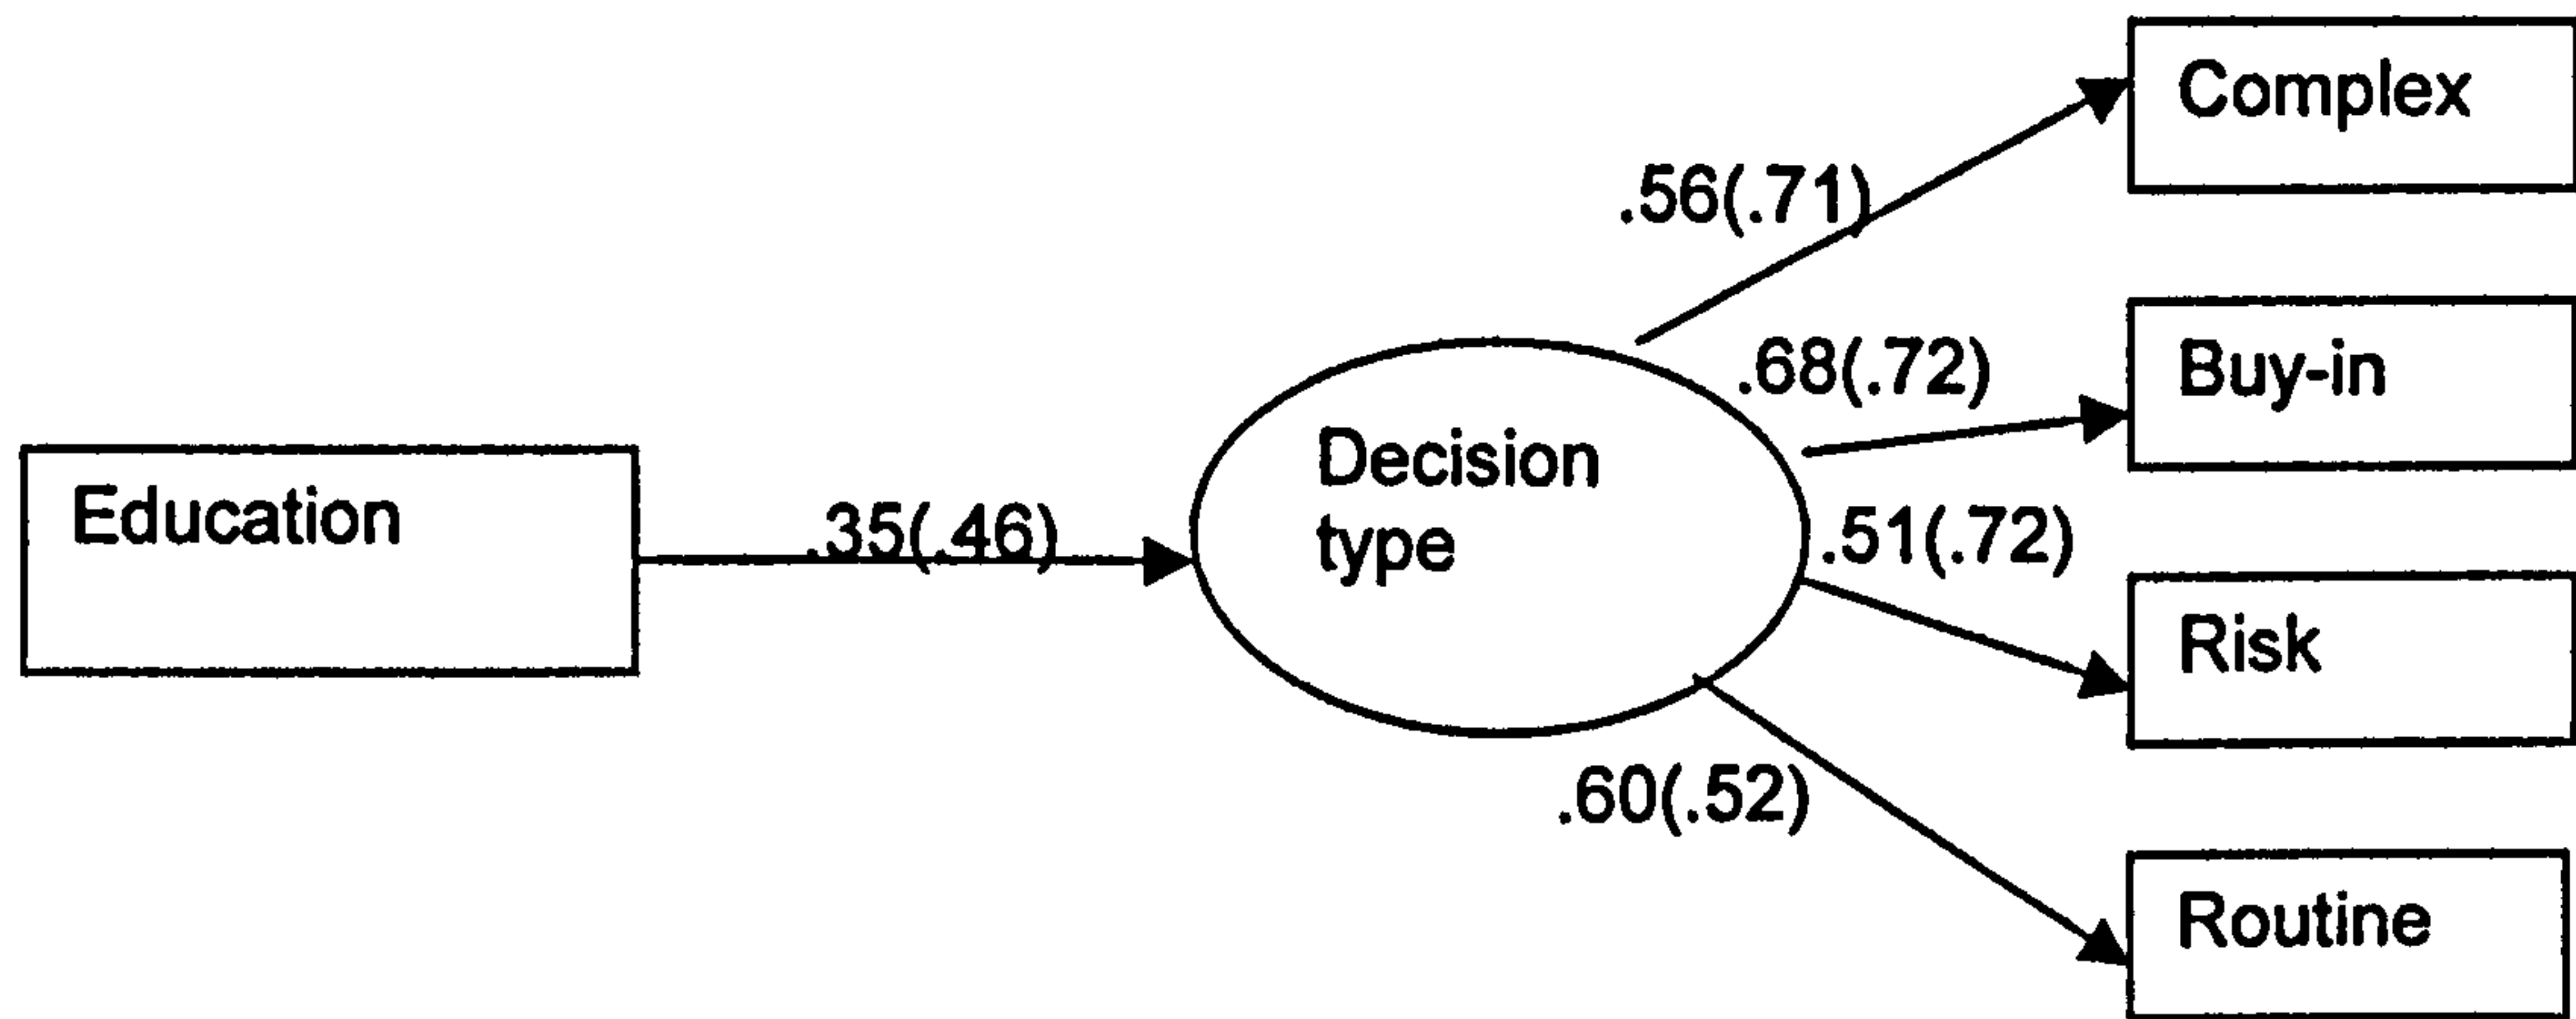 Complex
.56(.71)
.68(.72)
Buy-in
Decision
type
Education
.35(.46)
.51(.72)
Risk
.60(.52)
Routine